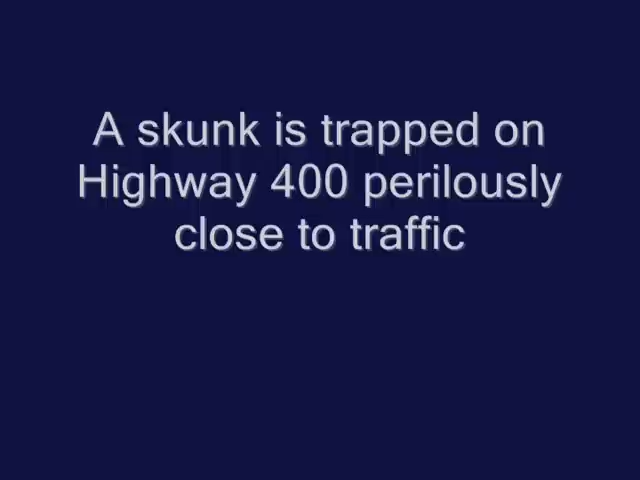 A skunk is trapped on
Highway 400 perilously
close to traffic